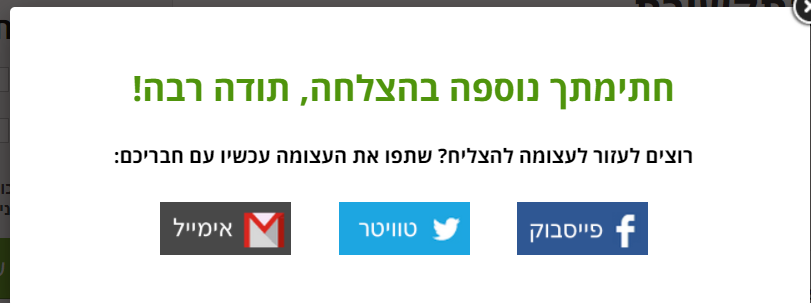 חתימתך נוספה בהצלחה, תודה רבה!
רוצים לעזור לעצומה להצליח? שתפו את העצומה עכשיו עם חבריכם:
פייסבוק
טוויטר
אימייל